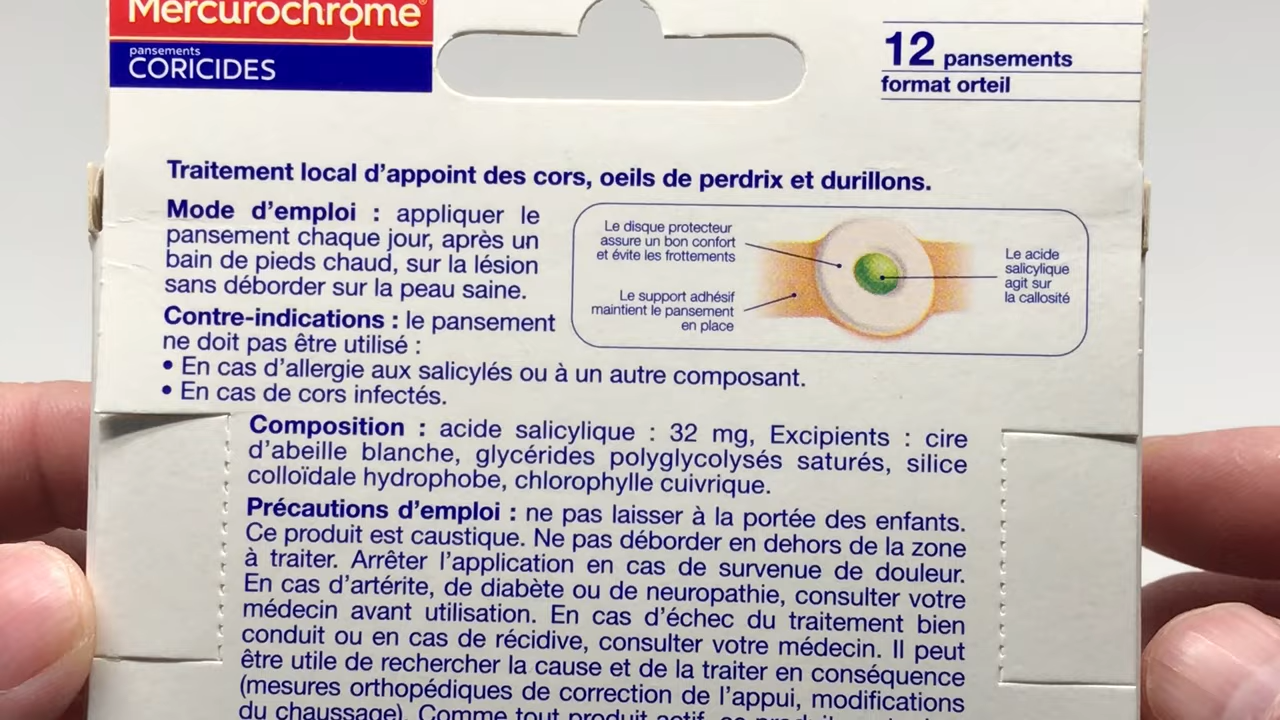 Mercurochrome
pansements
CORICIDES
12 pansements
format orteil
Traitement local d'appoint des cors, oeils de perdrix et durillons.
Mode d'emploi : appliquer le
pansement chaque jour, après un
bain de pieds chaud, sur la lésion
sans déborder sur la peau saine.
Contre-indications : le pansement
ne doit pas être utilisé :
• En cas d'allergie aux salicylés ou à un autre composant.
• En cas de cors infectés.
Le disque protecteur
assure un bon confort
et évite les frottements
Le support adhésif
maintient le pansement
en place
Le acide
salicylique
agit sur
la callosité
Composition : acide salicylique : 32 mg, Excipients : cire
d'abeille blanche, glycérides polyglycolysés saturés, silice
colloïdale hydrophobe, chlorophylle cuivrique.
Précautions d'emploi : ne pas laisser à la portée des enfants.
Ce produit est caustique. Ne pas déborder en dehors de la zone
à traiter. Arrêter l'application en cas de survenue de douleur.
En cas d'artérite, de diabète ou de neuropathie, consulter votre
médecin avant utilisation. En cas d'échec du traitement bien
conduit ou en cas de récidive, consulter votre médecin. Il peut
être utile de rechercher la cause et de la traiter en conséquence
(mesures orthopédiques de correction de l'appui, modifications
du chaussage). Comme tout produit actif, ce produit